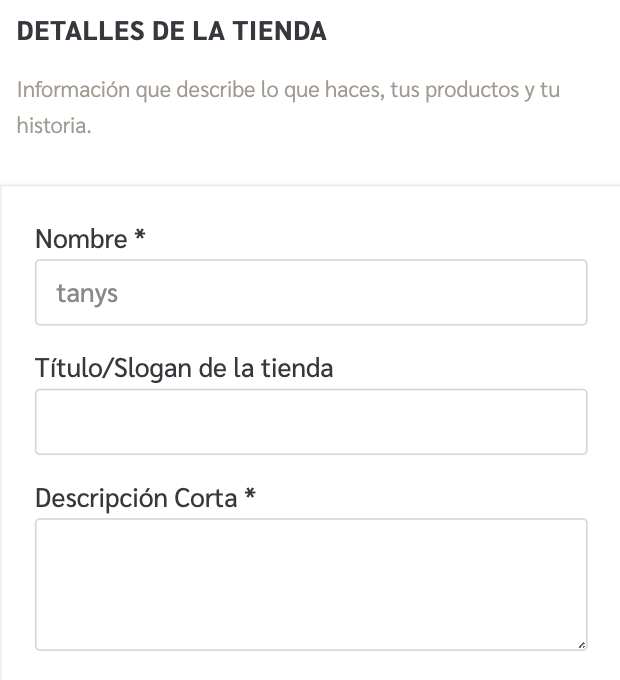 DETALLES DE LA TIENDA
Información que describe lo que haces, tus productos y tu
historia.
Nombre *
tanys
Título/Slogan de la tienda
Descripción Corta *